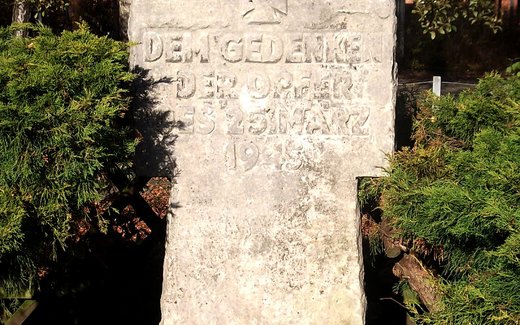 DEM GEDENKEN
DER OPFER
DES 25. MÄRZ
1945